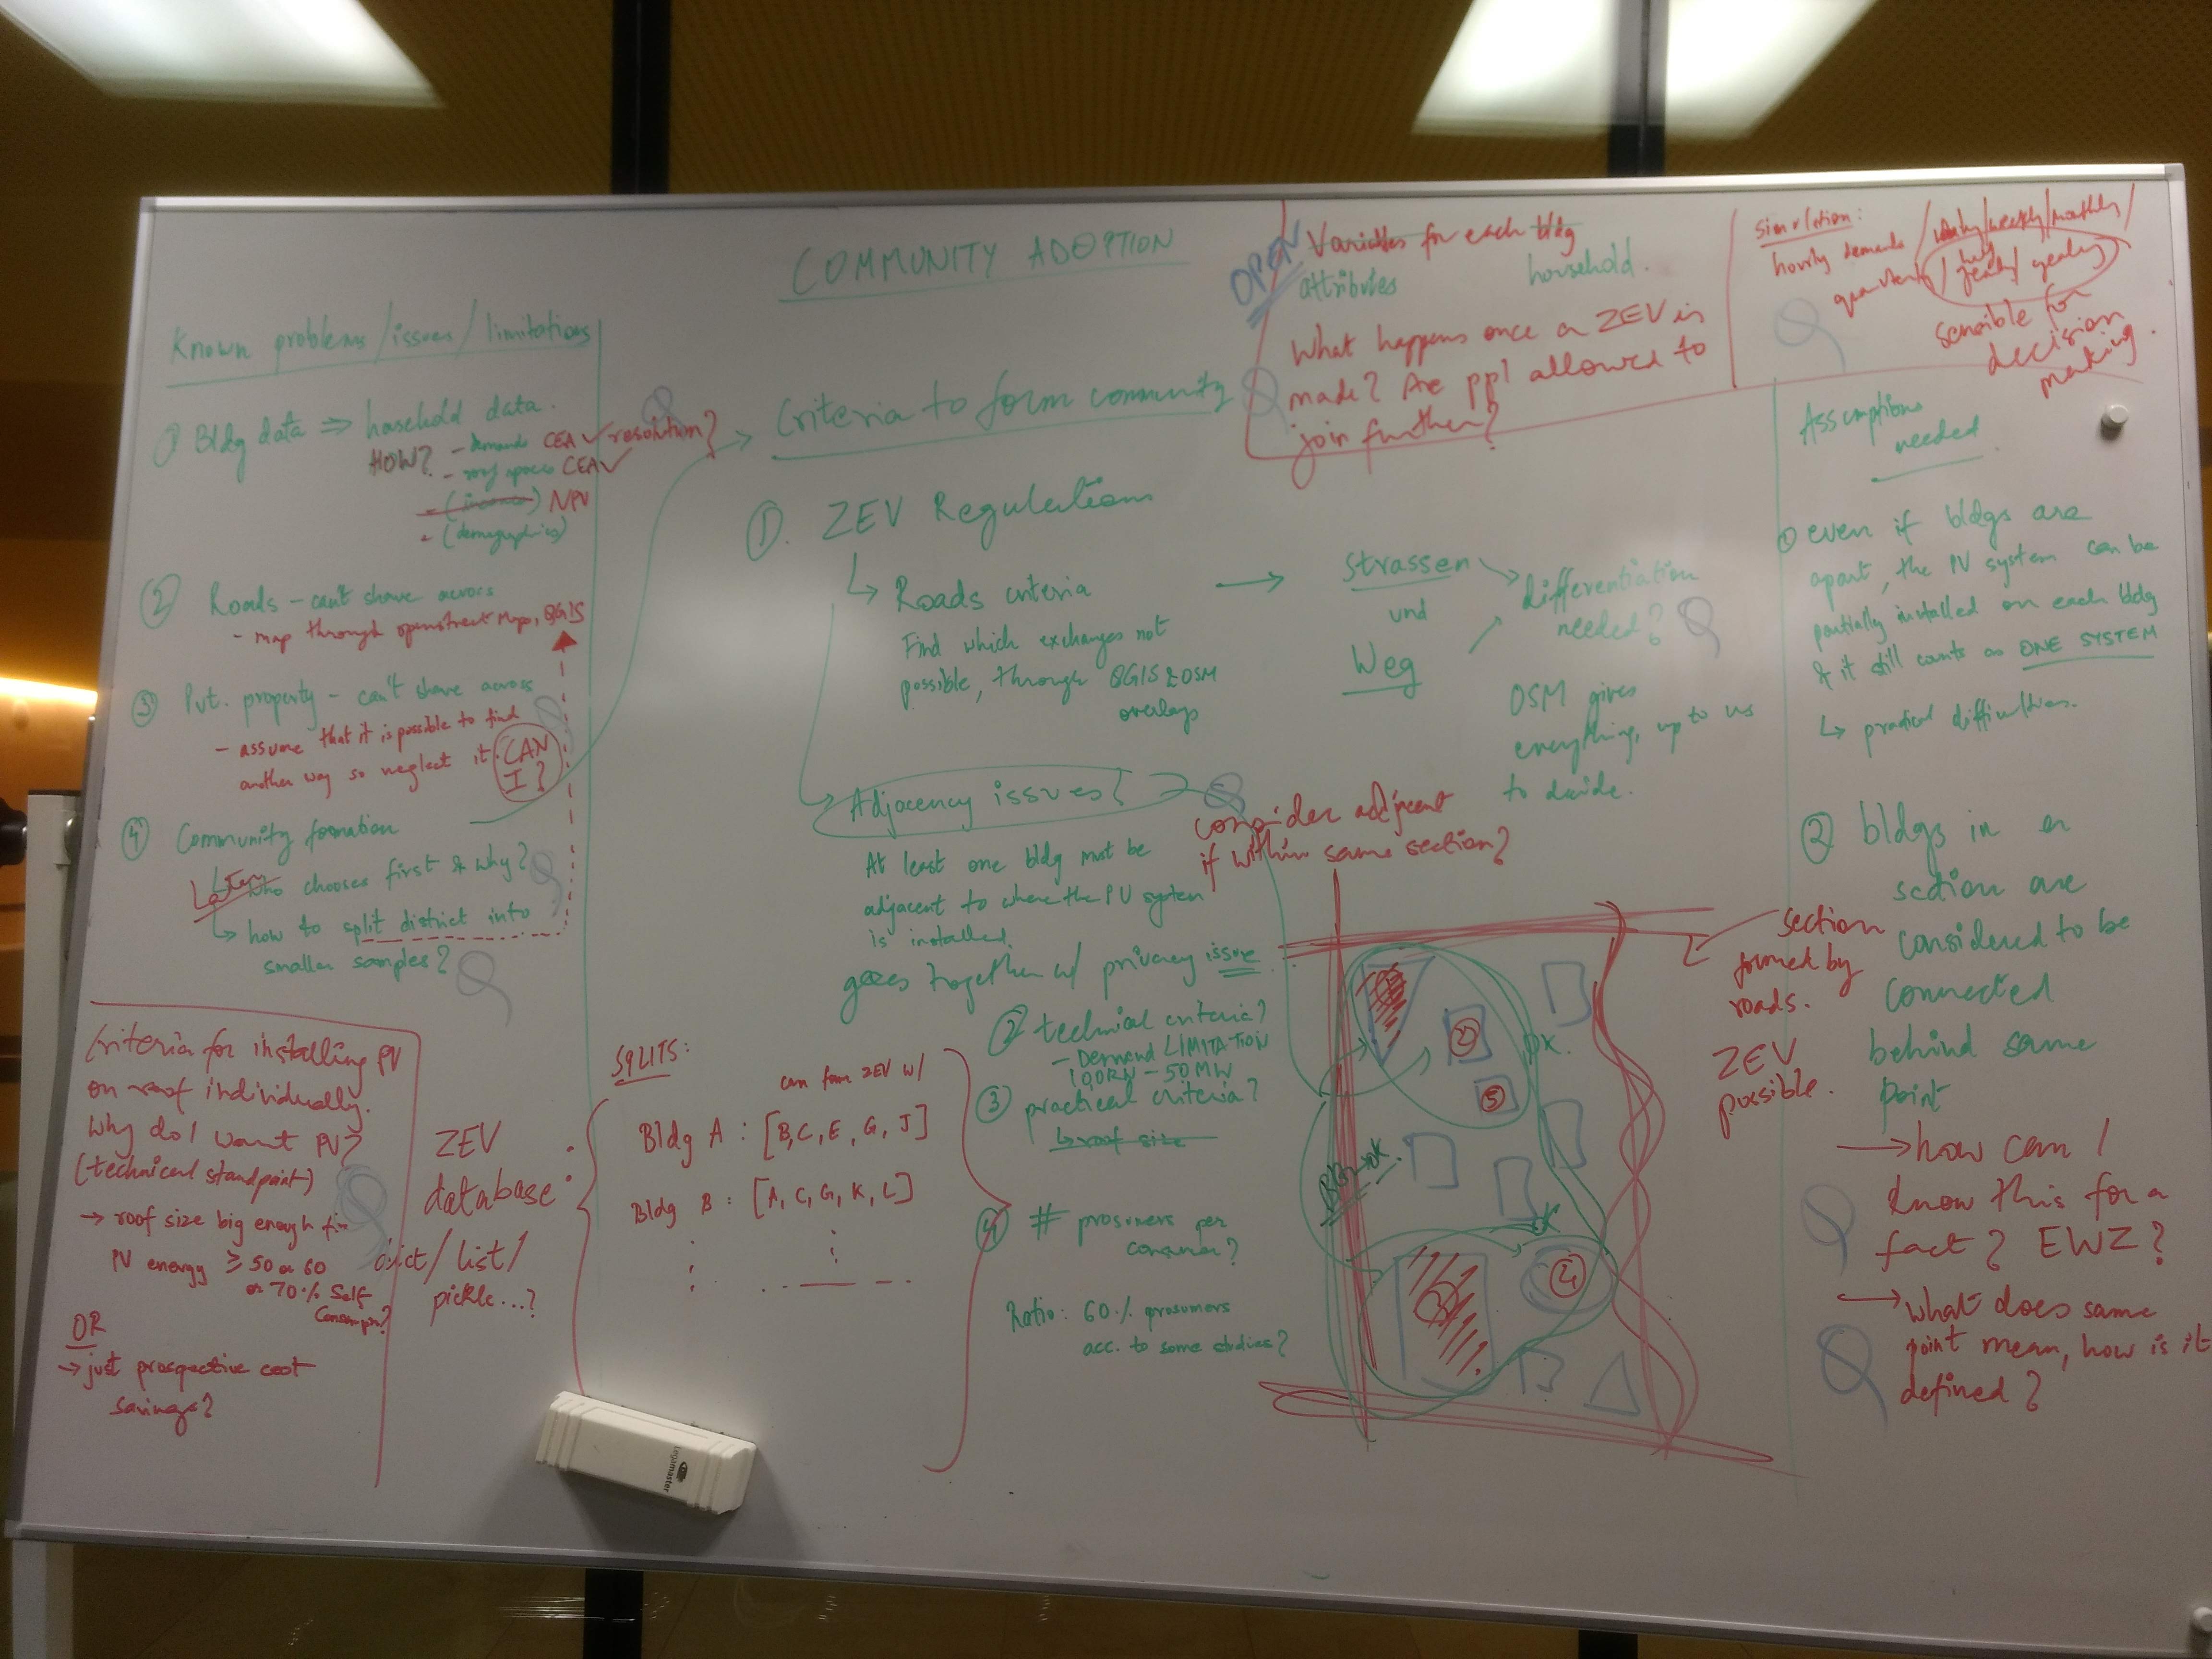 COMMUNITY ADOPTION
Known problems/issues/limitations
① Bldg data ⇒ household data.
HOW? - demands CEA ✓ resolution?
- roof spaces CEA ✓
- (income) NPV
- (demographics)
② Roads - can't share across
- map through openstreet Maps, QGIS
③ Pvt. property - can't share across
- assume that it is possible to find
another way so neglect it. CAN
I?
④ Community formation
↳ who chooses first & why?
↳ how to split district into
smaller samples?
Criteria for installing PV
on roof individually.
Why do I want PV?
(technical standpoint)
→ roof size big enough for
PV energy ≥ 50 or 60
or 70% Self
Consmpn?
OR
→ just prospective cost
savings?
ZEV
database:
dict/list/
pickle...?
SPLITS:
can form ZEV w/
Bldg A : [B, C, E, G, J]
Bldg B : [A, C, G, K, L]
Criteria to form community
①. ZEV Regulations
↳ Roads criteria → Strassen
und
Weg
differentiation
needed? Q
Find which exchanges not
possible, through QGIS & OSM
overlays
OSM gives
everything, up to us
to decide.
Adjacency issues?
Q
consider adjacent
if within same section?
At least one bldg must be
adjacent to where the PV system
is installed.
goes together w/ privacy issue
② technical criteria?
- Demand LIMITATION
③ practical criteria?
↳ roof size
④ # prosumers per
consumer?
Ratio: 60% prosumers
acc. to some studies?
OPEN
Variables for each bldg
attributes household.
What happens once a ZEV is
made? Are ppl allowed to
join further?
Simulation:
hourly demands /daily/weekly/monthly/
quarterly/ half yearly/ yearly
sensible for
decision
making.
Assumptions
needed
① even if bldgs are
apart, the PV system can be
partially installed on each bldg
& it still counts as ONE SYSTEM
↳ practical difficulties.
② bldgs in a
section are
considered to be
connected
behind same
point
→ how can I
know this for a
fact? EWZ?
→ what does same
point mean, how is it
defined?
section
formed by
roads.
ZEV
possible.
①
②
⑤
OK.
OK
③
④
legamaster